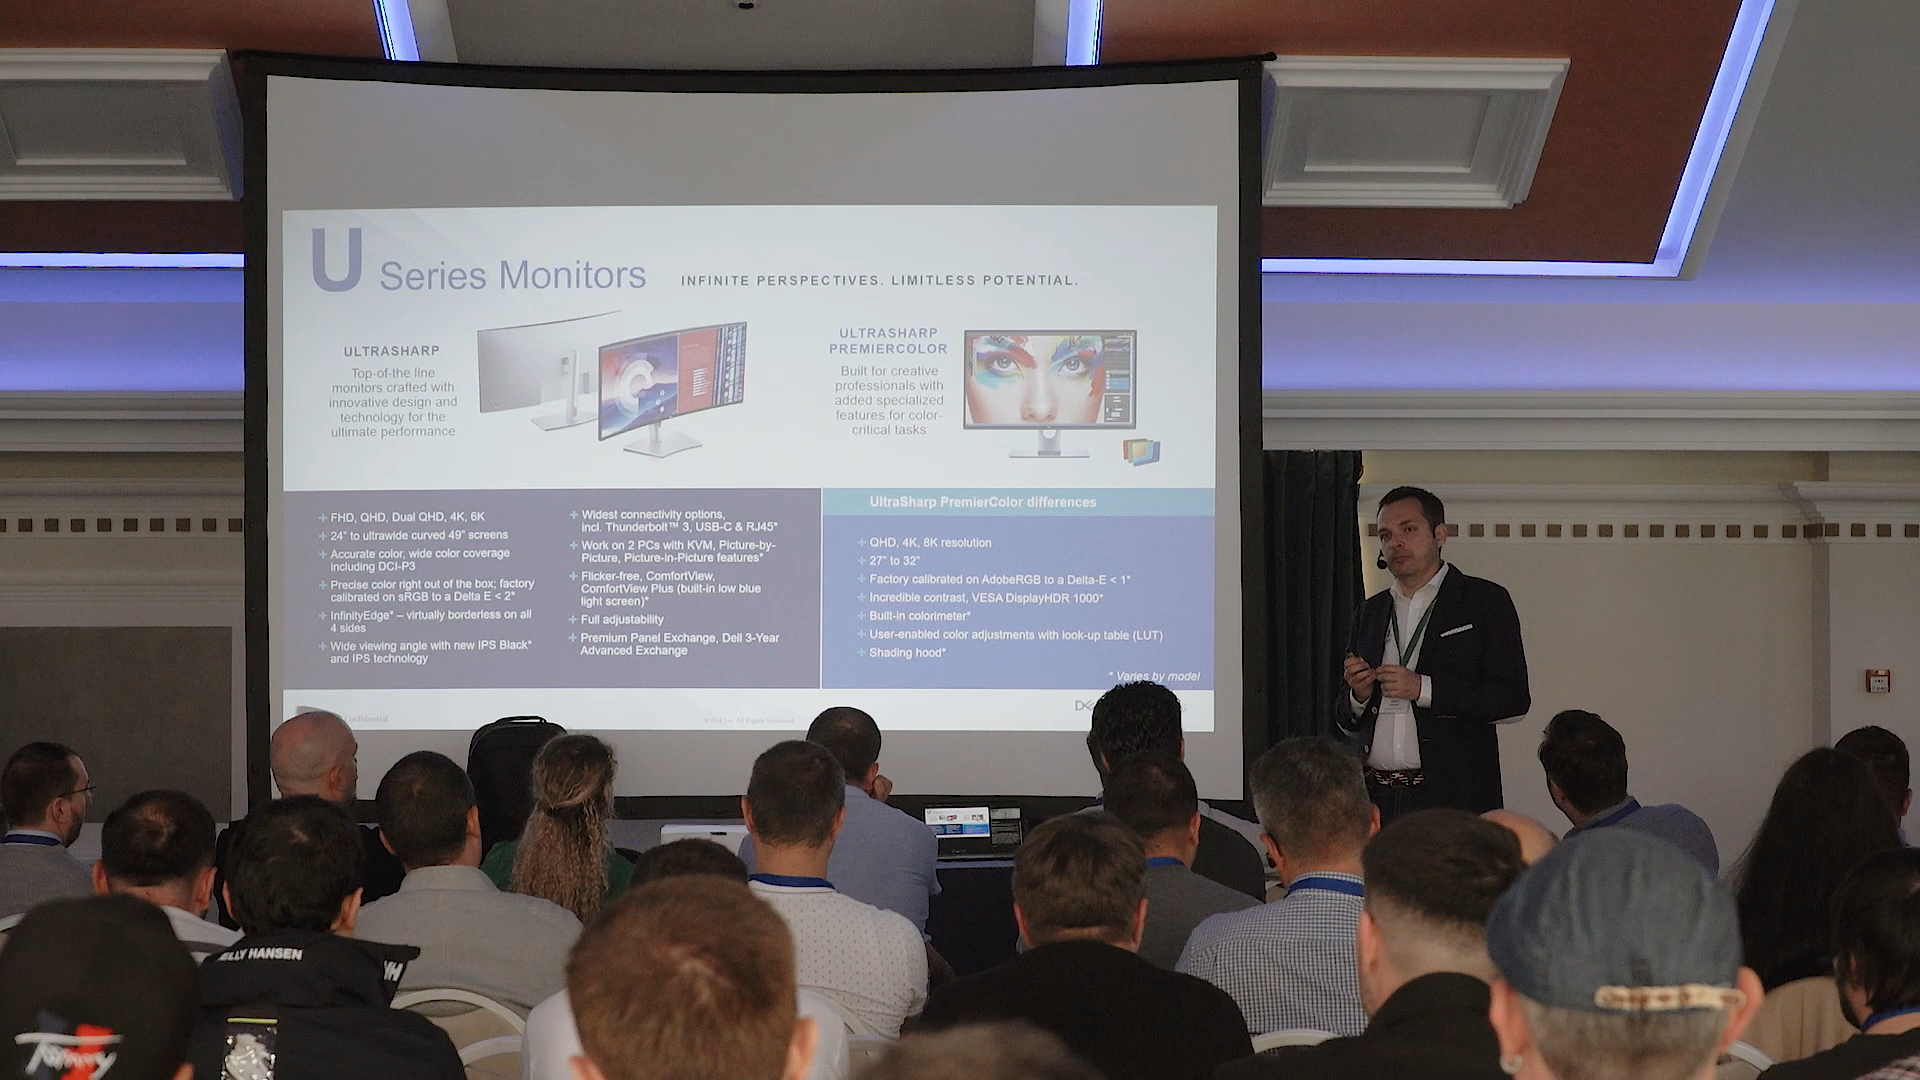 U Series Monitors
INFINITE PERSPECTIVES. LIMITLESS POTENTIAL.
ULTRASHARP
Top-of-the line
monitors crafted with
innovative design and
technology for the
ultimate performance
ULTRASHARP
PREMIERCOLOR
Built for creative
professionals with
added specialized
features for color-
critical tasks
+ FHD, QHD, Dual QHD, 4K, 6K
+ 24" to ultrawide curved 49" screens
+ Accurate color, wide color coverage
including DCI-P3
+ Precise color right out of the box; factory
calibrated on sRGB to a Delta E < 2*
+ InfinityEdge* – virtually borderless on all
4 sides
+ Wide viewing angle with new IPS Black*
and IPS technology
+ Widest connectivity options,
incl. Thunderbolt™ 3, USB-C & RJ45*
+ Work on 2 PCs with KVM, Picture-by-
Picture, Picture-in-Picture features*
+ Flicker-free, ComfortView,
ComfortView Plus (built-in low blue
light screen)*
+ Full adjustability
+ Premium Panel Exchange, Dell 3-Year
Advanced Exchange
UltraSharp PremierColor differences
+ QHD, 4K, 8K resolution
+ 27" to 32"
+ Factory calibrated on AdobeRGB to a Delta-E < 1*
+ Incredible contrast, VESA DisplayHDR 1000*
+ Built-in colorimeter*
+ User-enabled color adjustments with look-up table (LUT)
+ Shading hood*
* Varies by model
Confidential
HANSEN
HH
Tommy